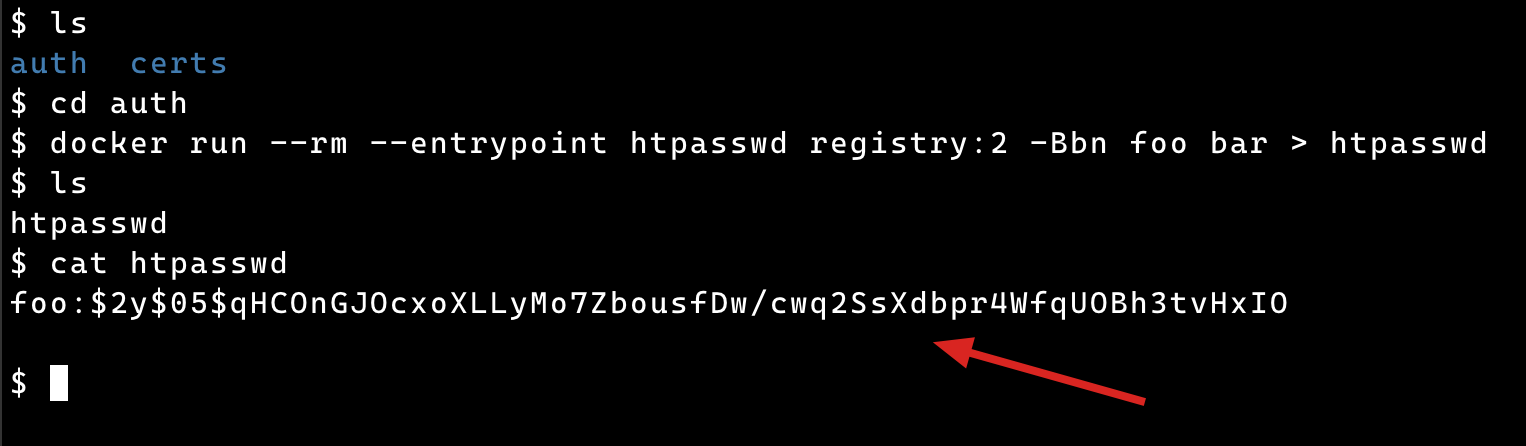 $ ls
auth  certs
$ cd auth
$ docker run --rm --entrypoint htpasswd registry:2 -Bbn foo bar > htpasswd
$ ls
htpasswd
$ cat htpasswd
foo:$2y$05$qHCOnGJOcxoXLLyMo7ZbousfDw/cwq2SsXdbpr4WfqUOBh3tvHxIO
$